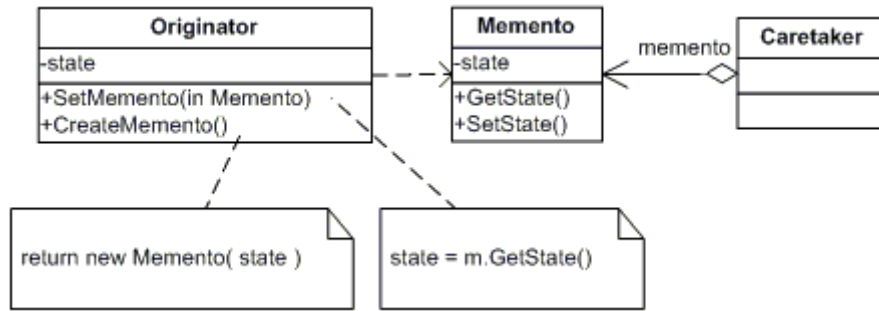 Originator
-state
+SetMemento(in Memento)
+CreateMemento()
Memento
-state
+GetState()
+SetState()
memento
Caretaker
return new Memento( state )
state = m.GetState()